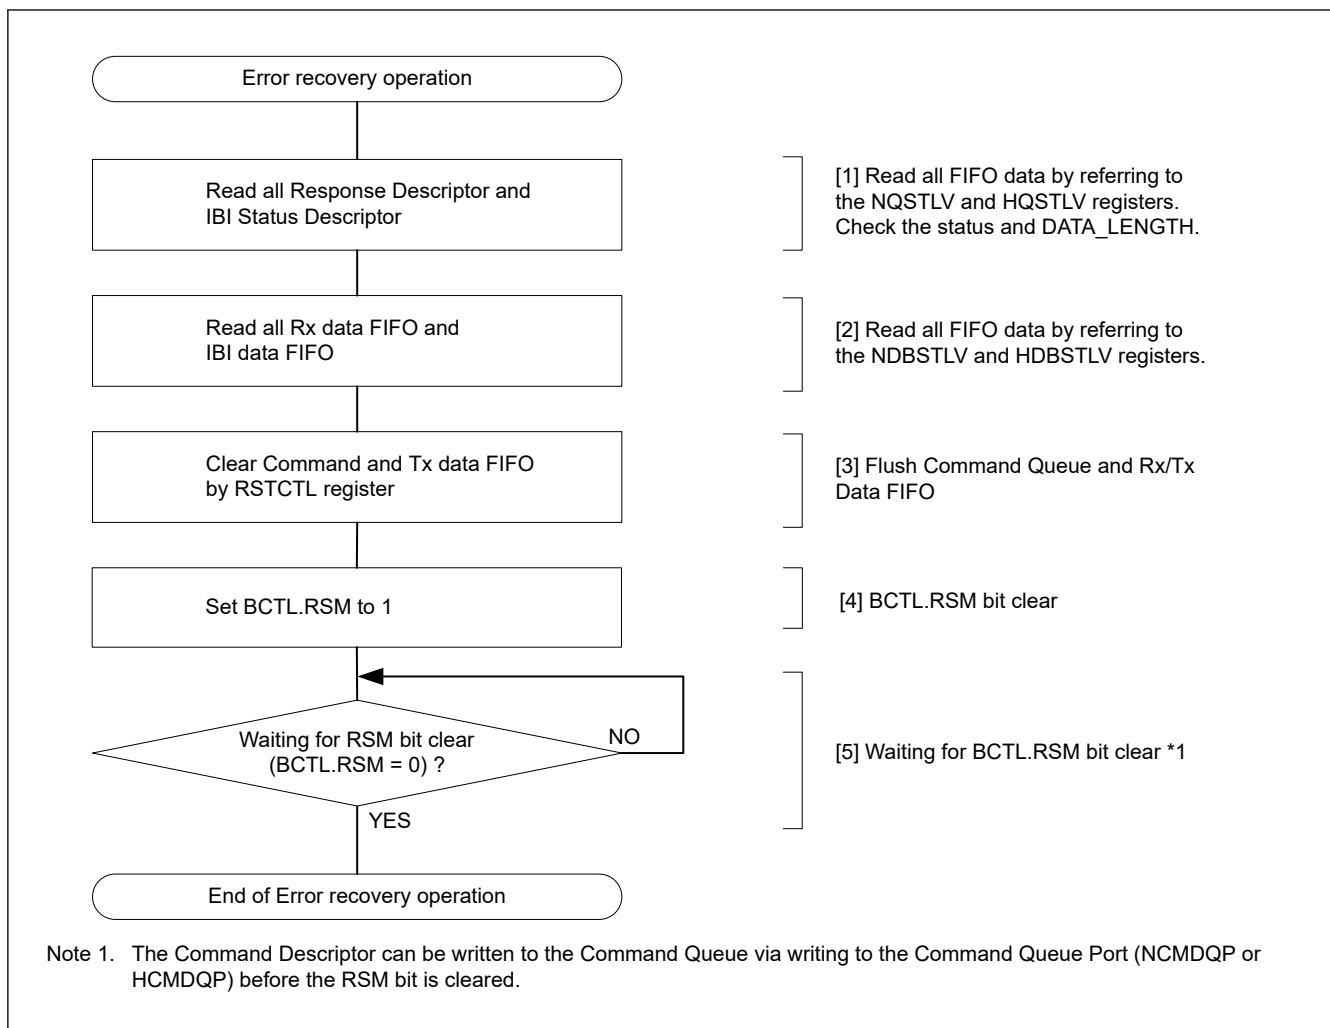 Error recovery operation
Read all Response Descriptor and
IBI Status Descriptor
[1] Read all FIFO data by referring to
the NQSTLV and HQSTLV registers.
Check the status and DATA_LENGTH.
Read all Rx data FIFO and
IBI data FIFO
[2] Read all FIFO data by referring to
the NDBSTLV and HDBSTLV registers.
Clear Command and Tx data FIFO
by RSTCTL register
[3] Flush Command Queue and Rx/Tx
Data FIFO
Set BCTL.RSM to 1
[4] BCTL.RSM bit clear
Waiting for RSM bit clear
(BCTL.RSM = 0) ?
NO
[5] Waiting for BCTL.RSM bit clear *1
YES
End of Error recovery operation
Note 1. The Command Descriptor can be written to the Command Queue via writing to the Command Queue Port (NCMDQP or
HCMDQP) before the RSM bit is cleared.